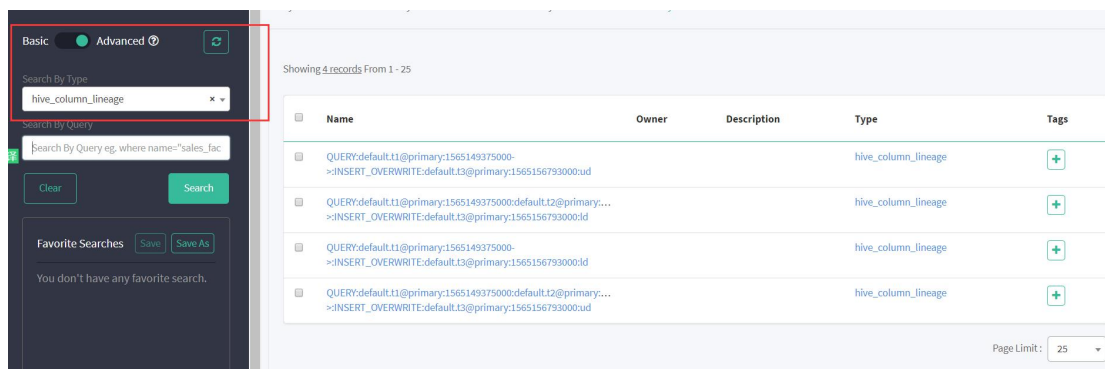 Basic Advanced
Search By Type
hive_column_lineage × 
Search By Query
Search By Query eg. where name="sales_fac
译
Clear Search
Favorite Searches Save Save As
You don't have any favorite search.
Showing 4 records From 1 - 25
Name Owner Description Type Tags
QUERY:default.t1@primary:1565149375000-
>:INSERT_OVERWRITE:default.t3@primary:1565156793000:ud
hive_column_lineage +
QUERY:default.t1@primary:1565149375000:default.t2@primary:...
>:INSERT_OVERWRITE:default.t3@primary:1565156793000:ld
hive_column_lineage +
QUERY:default.t1@primary:1565149375000-
>:INSERT_OVERWRITE:default.t3@primary:1565156793000:ld
hive_column_lineage +
QUERY:default.t1@primary:1565149375000:default.t2@primary:...
>:INSERT_OVERWRITE:default.t3@primary:1565156793000:ud
hive_column_lineage +
Page Limit : 25